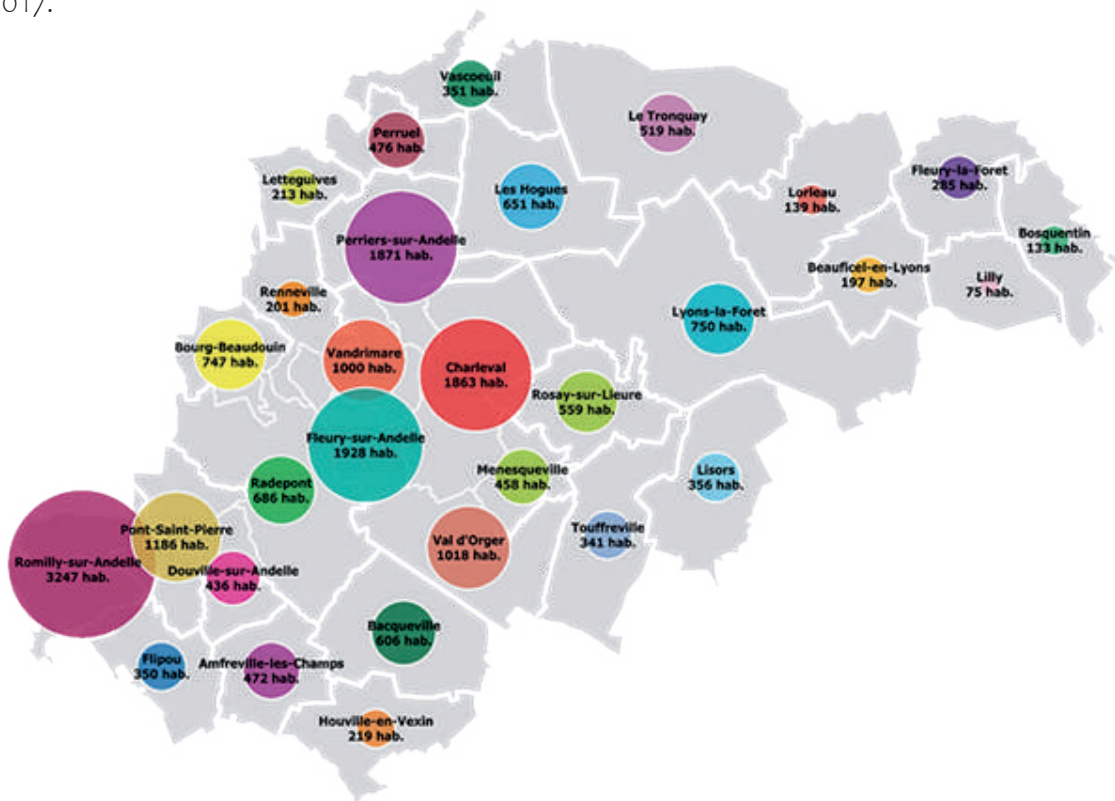 017.
Vascoeuil
351 hab.
Le Tronquay
519 hab.
Perruel
476 hab.
Fleury-la-Foret
285 hab.
Letteguives
213 hab.
Les Hogues
651 hab.
Lorleau
139 hab.
Perriers-sur-Andelle
1871 hab.
Bosquentin
133 hab.
Beauficel-en-Lyons
197 hab.
Lilly
75 hab.
Renneville
201 hab.
Lyons-la-Foret
750 hab.
Bourg-Beaudouin
747 hab.
Vandrimare
1000 hab.
Charleval
1863 hab.
Rosay-sur-Lieure
559 hab.
Fleury-sur-Andelle
1928 hab.
Menesqueville
458 hab.
Lisors
356 hab.
Radepont
686 hab.
Pont-Saint-Pierre
1186 hab.
Touffreville
341 hab.
Val d'Orger
1018 hab.
Romilly-sur-Andelle
3247 hab.
Douville-sur-Andelle
436 hab.
Bacqueville
606 hab.
Flipou
350 hab.
Amfreville-les-Champs
472 hab.
Houville-en-Vexin
219 hab.